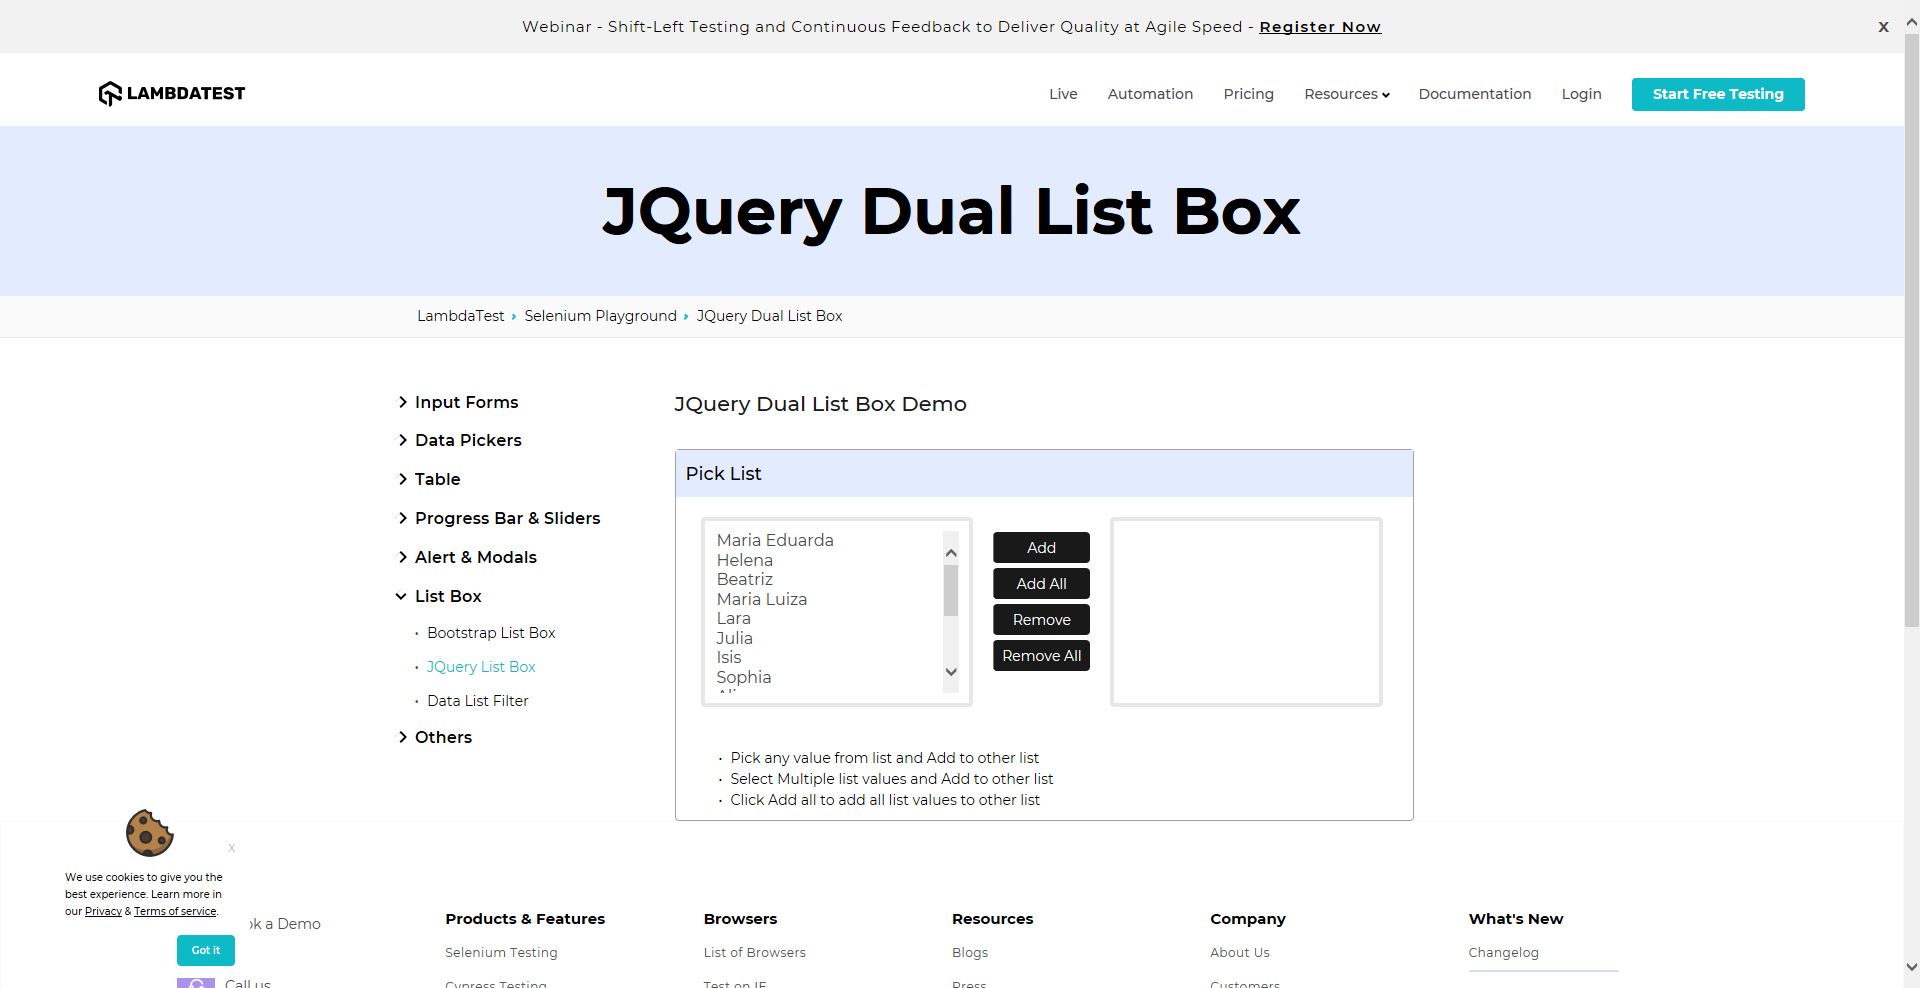 Webinar - Shift-Left Testing and Continuous Feedback to Deliver Quality at Agile Speed - Register Now
X
LAMBDATEST
Live Automation Pricing Resources Documentation Login Start Free Testing
JQuery Dual List Box
LambdaTest › Selenium Playground › JQuery Dual List Box
Input Forms
Data Pickers
Table
Progress Bar & Sliders
Alert & Modals
List Box
· Bootstrap List Box
· JQuery List Box
· Data List Filter
Others
JQuery Dual List Box Demo
Pick List
Maria Eduarda
Helena
Beatriz
Maria Luiza
Lara
Julia
Isis
Sophia
Add
Add All
Remove
Remove All
· Pick any value from list and Add to other list
· Select Multiple list values and Add to other list
· Click Add all to add all list values to other list
X
We use cookies to give you the
best experience. Learn more in
our Privacy & Terms of service.
Got it
a Demo
Call us
Products & Features
Selenium Testing
Cypress Testing
Browsers
List of Browsers
Test on IE
Resources
Blogs
Press
Company
About Us
Customers
What's New
Changelog